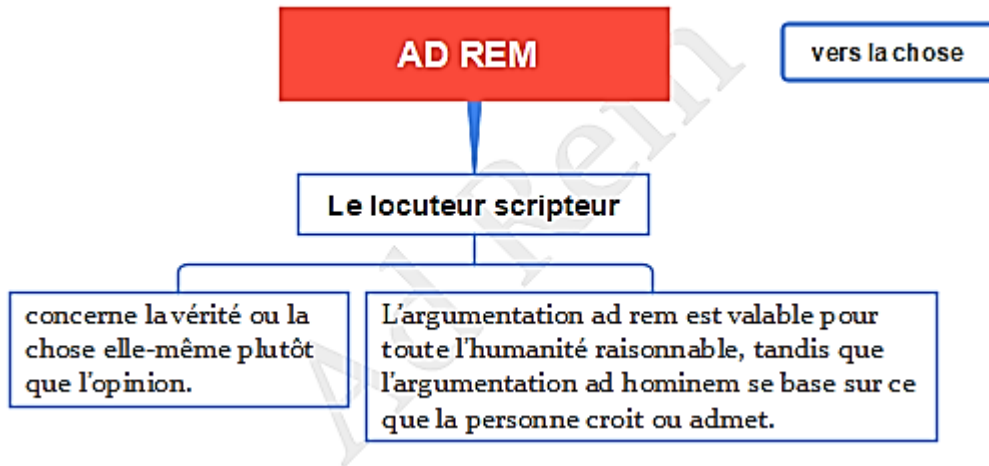 AD REM
vers la chose
Le locuteur scripteur
concerne la vérité ou la
chose elle-même plutôt
que l'opinion.
L'argumentation ad rem est valable pour
toute l'humanité raisonnable, tandis que
l'argumentation ad hominem se base sur ce
que la personne croit ou admet.
Ad Rem